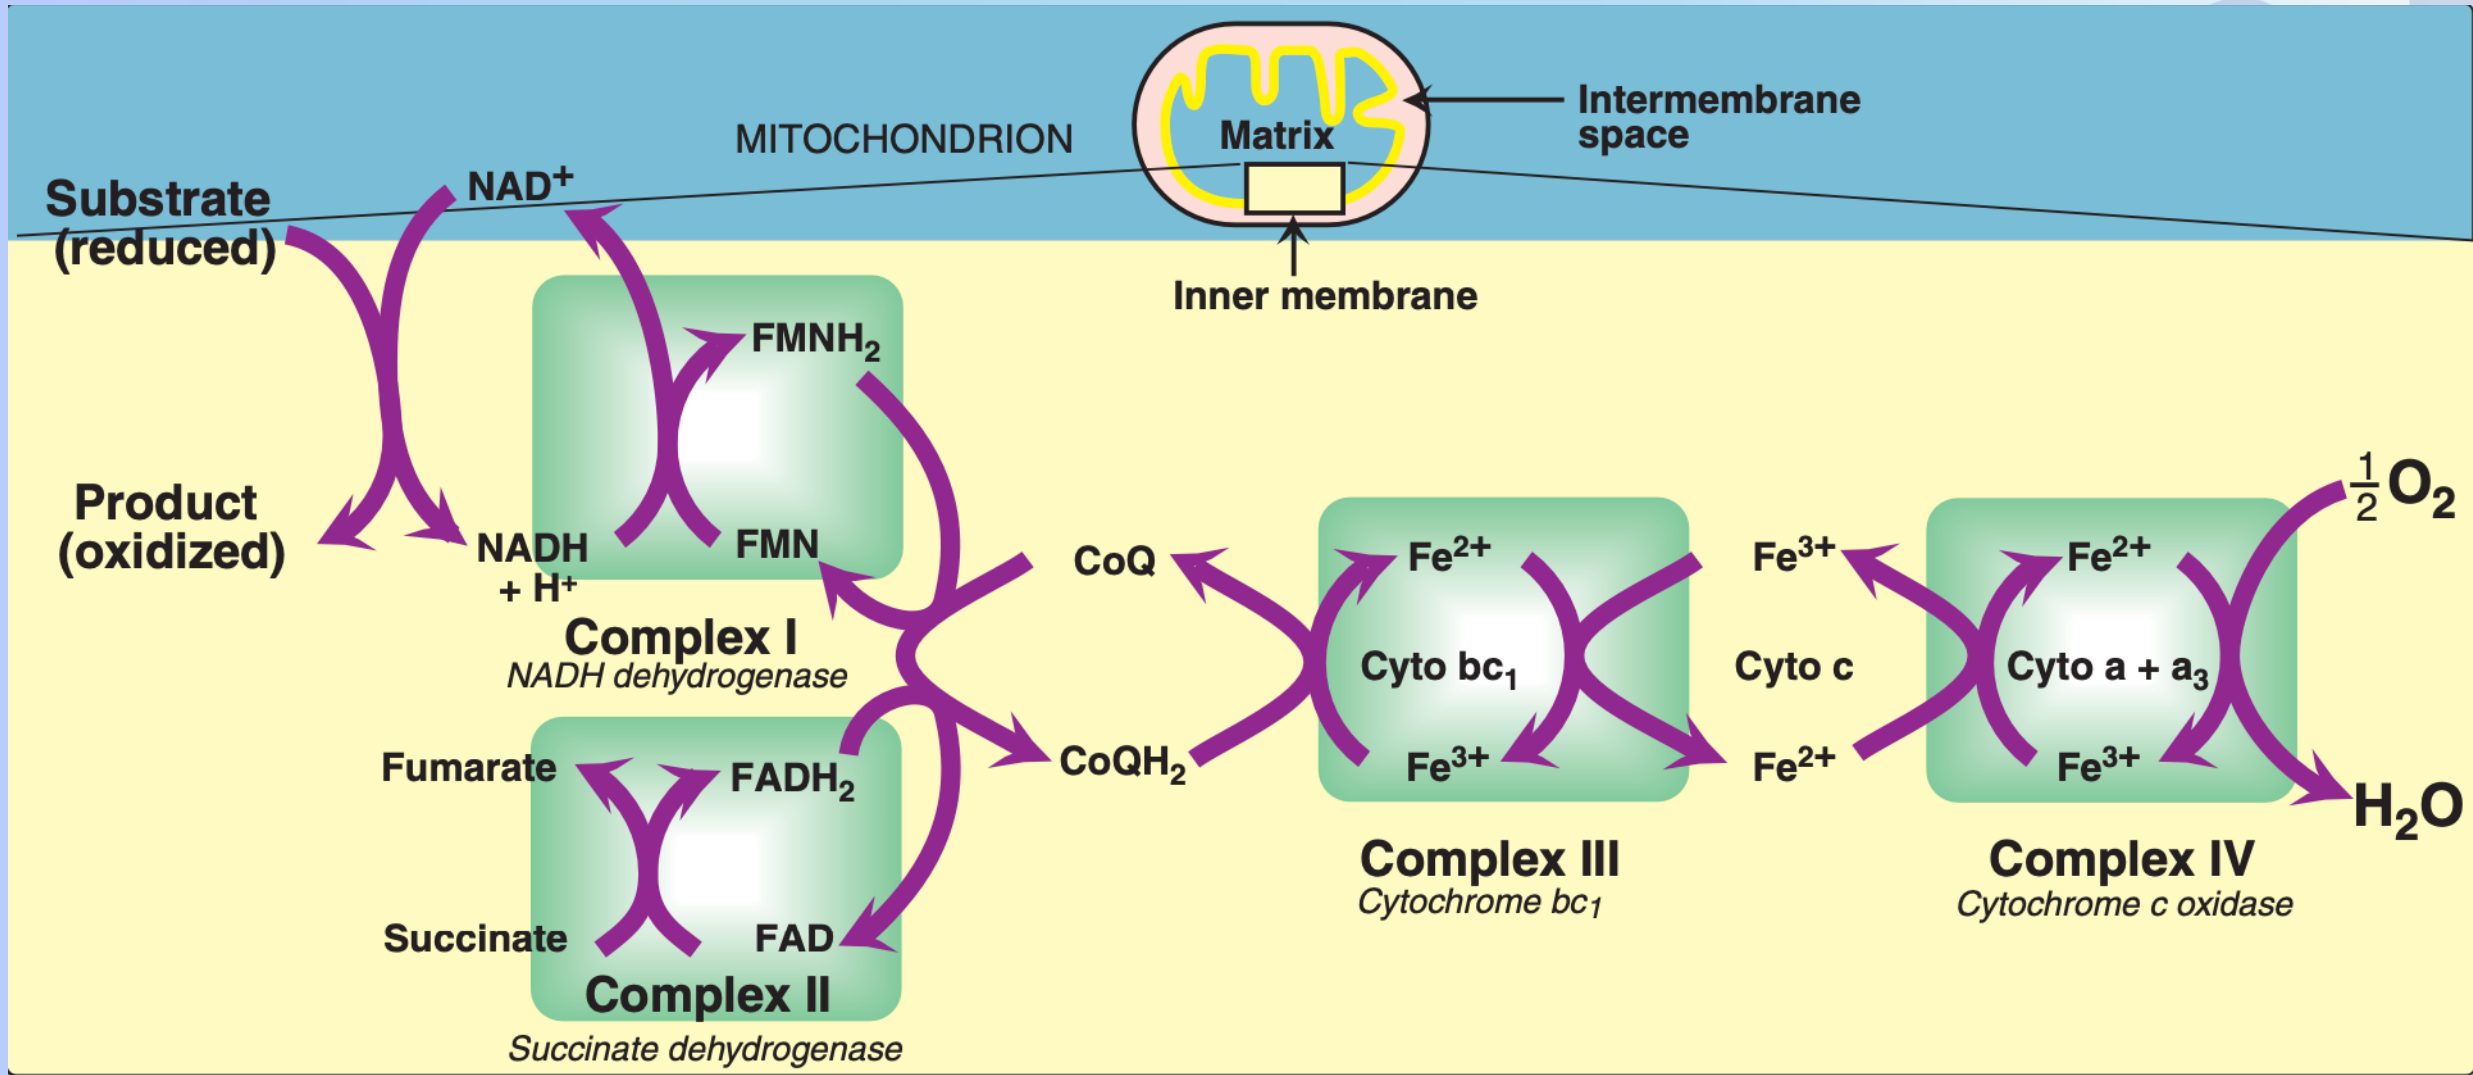 MITOCHONDRION
Matrix
Intermembrane
space
Inner membrane
Substrate
(reduced)
NAD⁺
Product
(oxidized)
NADH
+ H⁺
FMNH₂
FMN
Complex I
NADH dehydrogenase
Fumarate
FADH₂
Succinate
FAD
Complex II
Succinate dehydrogenase
CoQ
CoQH₂
Fe²⁺
Cyto bc₁
Fe³⁺
Complex III
Cytochrome bc₁
Fe³⁺
Cyto c
Fe²⁺
Fe²⁺
Cyto a + a₃
Fe³⁺
Complex IV
Cytochrome c oxidase
½O₂
H₂O